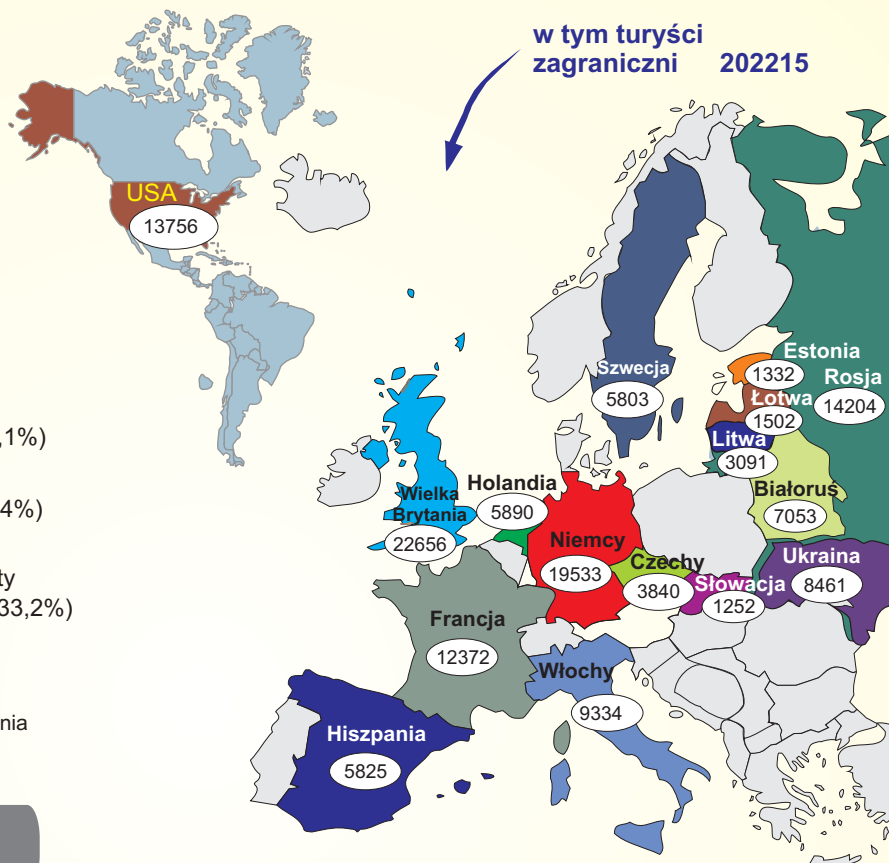 w tym turyści
zagraniczni 202215
USA
13756
Szwecja
5803
Estonia
1332
Rosja
14204
Łotwa
1502
Litwa
3091
Białoruś
7053
,1%)
4%)
ty
33,2%)
nia
Wielka
Brytania
22656
Holandia
5890
Niemcy
19533
Czechy
3840
Słowacja
1252
Ukraina
8461
Francja
12372
Włochy
9334
Hiszpania
5825